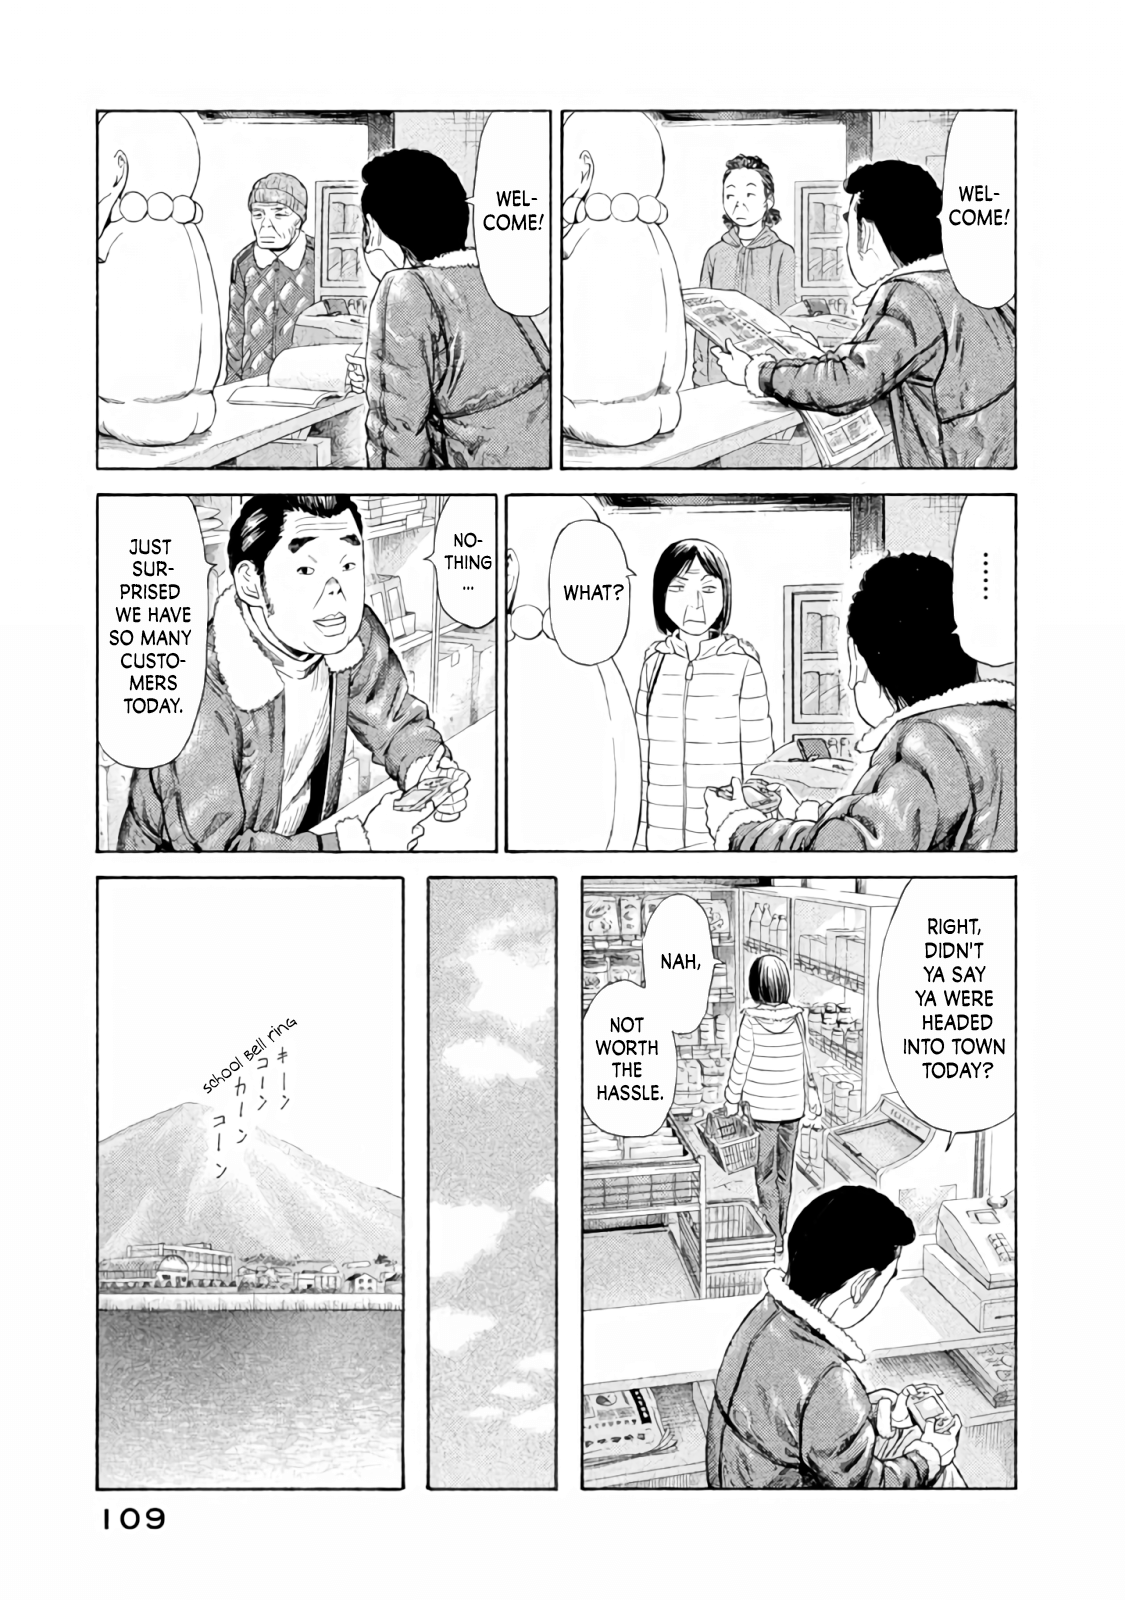 WEL-
COME!
WEL-
COME!
......
WHAT?
NO-
THING
...
JUST
SUR-
PRISED
WE HAVE
SO MANY
CUSTO-
MERS
TODAY.
RIGHT,
DIDN'T
YA SAY
YA WERE
HEADED
INTO TOWN
TODAY?
NAH,
NOT
WORTH
THE
HASSLE.
school bell ring
キーン
コーン
カーン
コーン
109